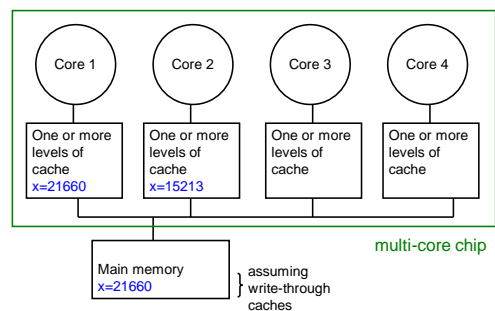 Core 1
Core 2
Core 3
Core 4
One or more
levels of
cache
x=21660
One or more
levels of
cache
x=15213
One or more
levels of
cache
One or more
levels of
cache
multi-core chip
Main memory
x=21660
assuming
write-through
caches